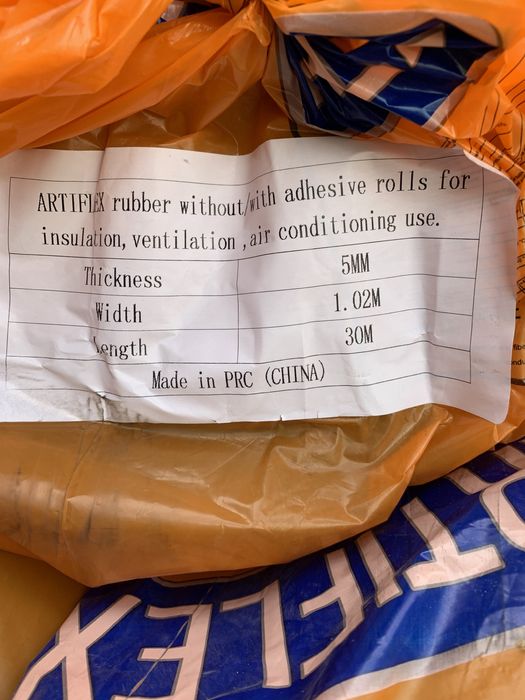 ARTIFLEX rubber without/with adhesive rolls for
insulation, ventilation ,air conditioning use.
Thickness 5MM
Width 1.02M
Length 30M
Made in PRC (CHINA)
ARTIFLEX